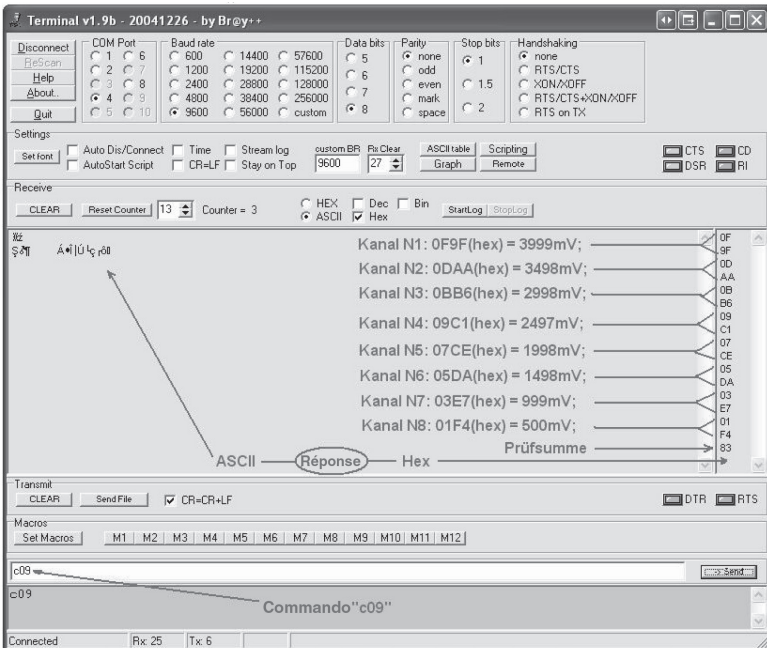 Terminal v1.9b - 20041226 - by Br@y++
Disconnect
ReScan
Help
About..
Quit
COM Port
1 6
2 7
3 8
4 9
5 10
Baud rate
600 14400 57600
1200 19200 115200
2400 28800 128000
4800 38400 256000
9600 56000 custom
Data bits
5
6
7
8
Parity
none
odd
even
mark
space
Stop bits
1
1.5
2
Handshaking
none
RTS/CTS
XON/XOFF
RTS/CTS+XON/XOFF
RTS on TX
Settings
Set font
Auto Dis/Connect Time Stream log
AutoStart Script CR=LF Stay on Top
custom BR Rx Clear
9600 27
ASCII table Scripting
Graph Remote
CTS CD
DSR RI
Receive
CLEAR Reset Counter 13 Counter = 3
HEX Dec Bin
ASCII Hex
StartLog StopLog
Kanal N1: 0F9F(hex) = 3999mV;
Kanal N2: 0DAA(hex) = 3498mV;
Kanal N3: 0BB6(hex) = 2998mV;
Kanal N4: 09C1(hex) = 2497mV;
Kanal N5: 07CE(hex) = 1998mV;
Kanal N6: 05DA(hex) = 1498mV;
Kanal N7: 03E7(hex) = 999mV;
Kanal N8: 01F4(hex) = 500mV;
Prüfsumme
ASCII Réponse Hex
0F
9F
0D
AA
0B
B6
09
C1
07
CE
05
DA
03
E7
01
F4
83
Transmit
CLEAR Send File CR=CR+LF
DTR RTS
Macros
Set Macros M1 M2 M3 M4 M5 M6 M7 M8 M9 M10 M11 M12
c09
-> Send
c09
Commando"c09"
Connected Rx: 25 Tx: 6